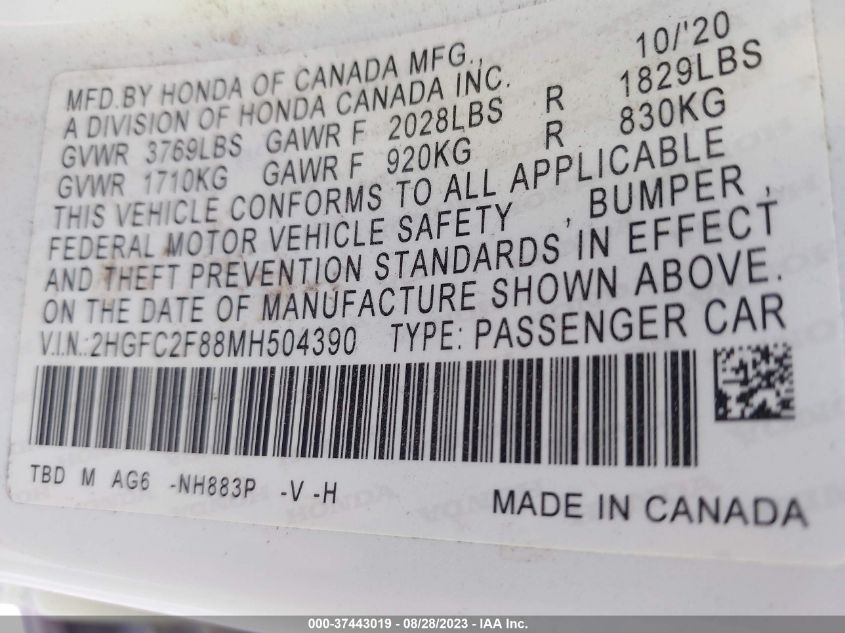 MFD. BY HONDA OF CANADA MFG., 10/'20
A DIVISION OF HONDA CANADA INC.
GVWR 3769LBS GAWR F 2028LBS R 1829LBS
GVWR 1710KG GAWR F 920KG R 830KG
THIS VEHICLE CONFORMS TO ALL APPLICABLE
FEDERAL MOTOR VEHICLE SAFETY , BUMPER ,
AND THEFT PREVENTION STANDARDS IN EFFECT
ON THE DATE OF MANUFACTURE SHOWN ABOVE.
V.I.N.:2HGFC2F88MH504390 TYPE: PASSENGER CAR
TBD M AG6 -NH883P -V -H
MADE IN CANADA
000-37443019 - 08/28/2023 - IAA Inc.